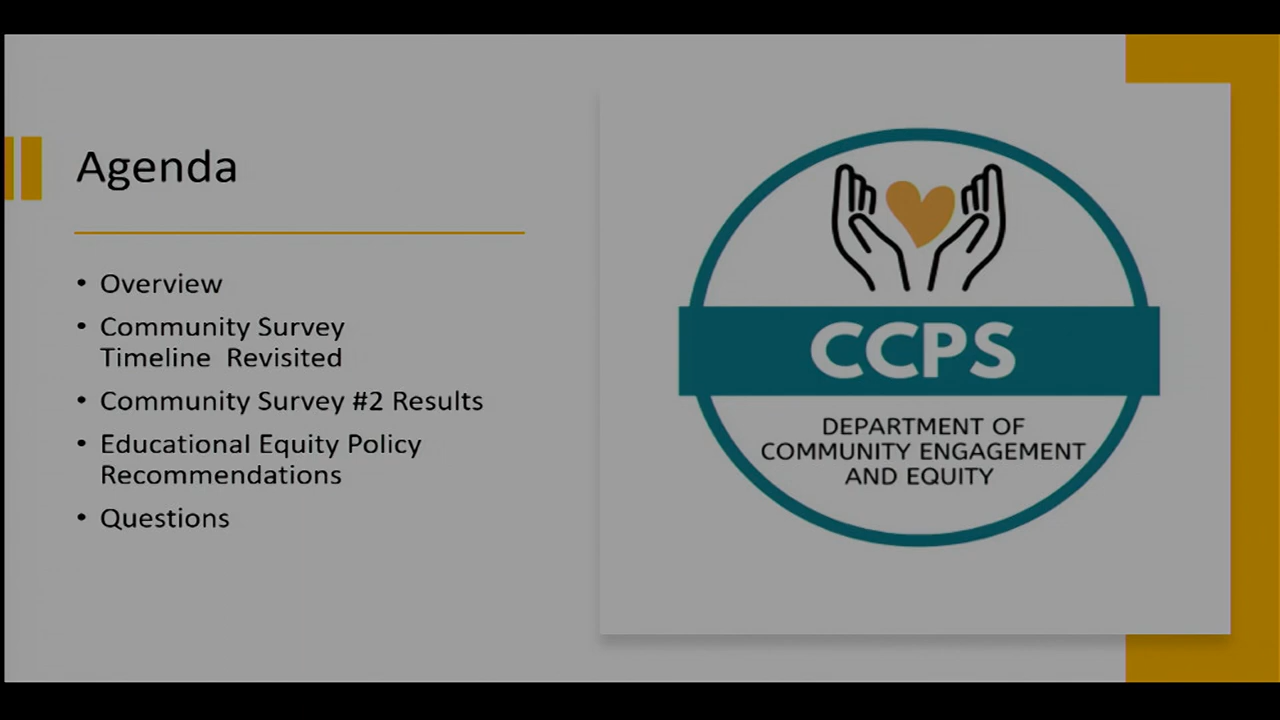 Agenda
• Overview
• Community Survey
Timeline  Revisited
• Community Survey #2 Results
• Educational Equity Policy
Recommendations
• Questions
CCPS
DEPARTMENT OF
COMMUNITY ENGAGEMENT
AND EQUITY